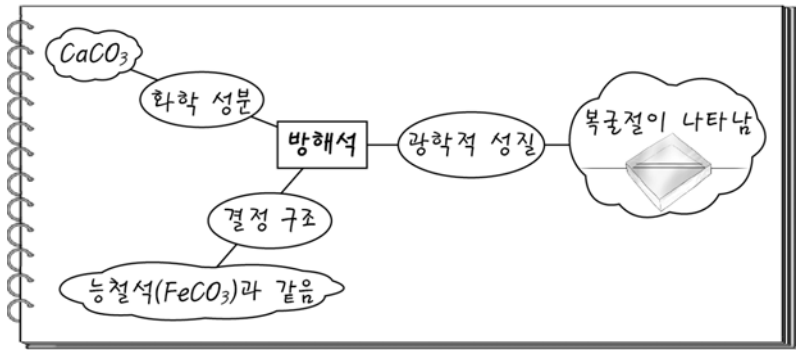 CaCO₃
화학 성분
방해석
광학적 성질
복굴절이 나타남
결정 구조
능철석(FeCO₃)과 같음